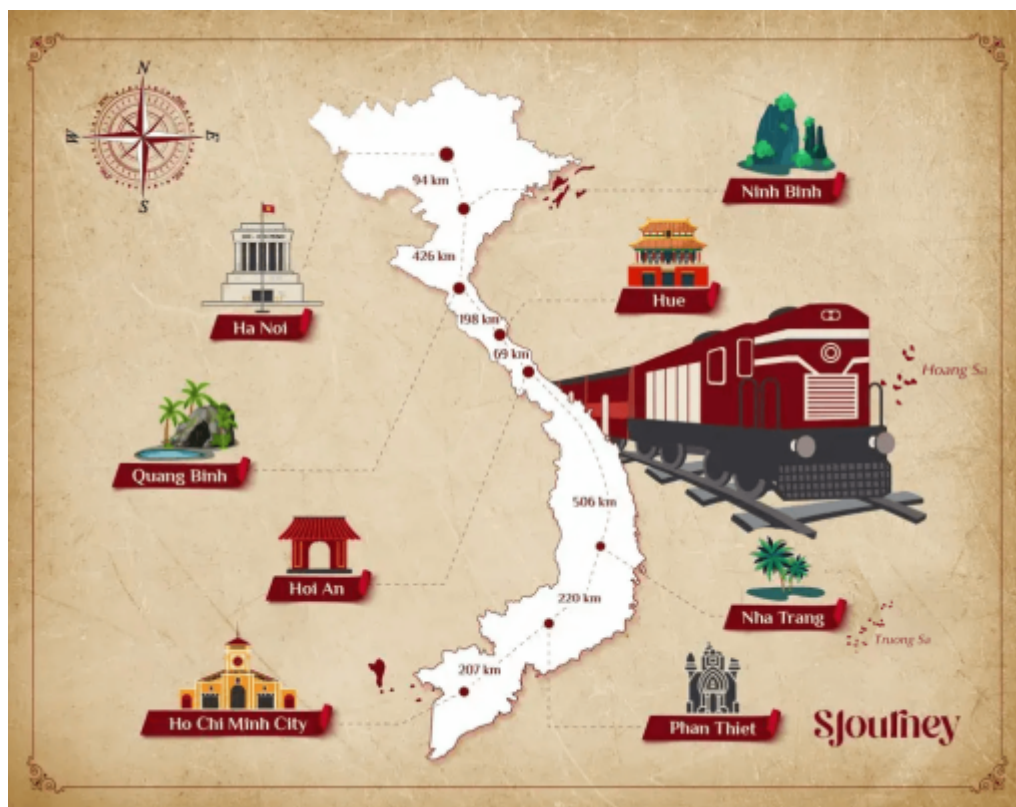 N
W
E
S
94 km
Ninh Binh
426 km
Hue
Ha Noi
198 km
69 km
Hoang Sa
Quang Binh
506 km
Hoi An
220 km
Nha Trang
Truong Sa
207 km
Ho Chi Minh City
Phan Thiet
SJourney